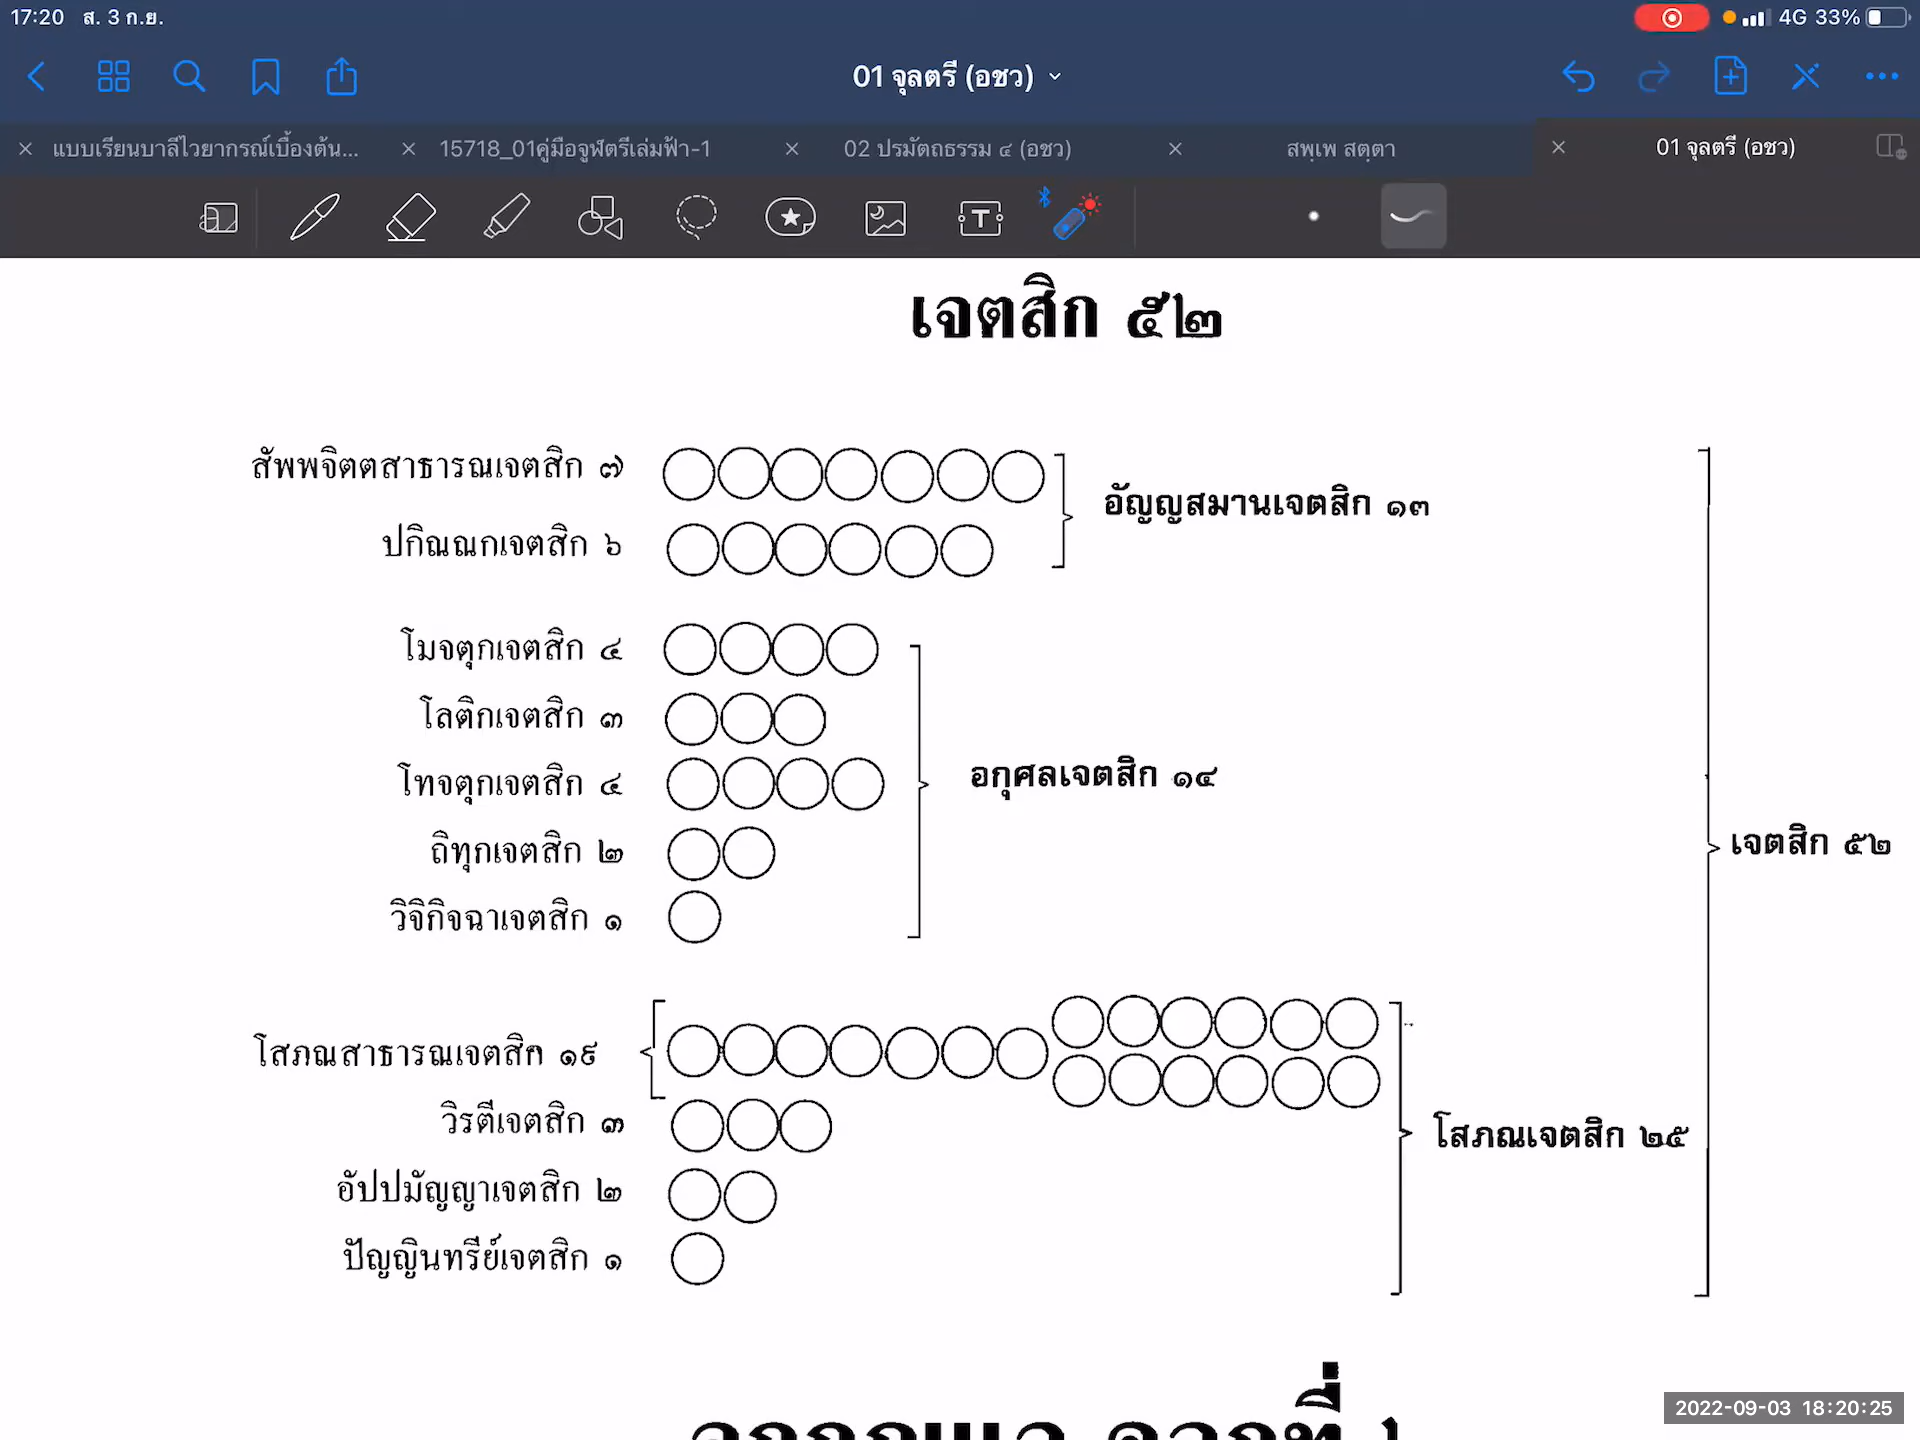 17:20 ส. 3 ก.ย.
4G 33%
01 จุลตรี (อชว)
แบบเรียนบาลีไวยากรณ์เบื้องต้น...
15718_01คู่มือจูฬตรีเล่มฟ้า-1
02 ปรมัตถธรรม ๔ (อชว)
สพฺเพ สตฺตา
01 จุลตรี (อชว)
เจตสิก ๕๒
สัพพจิตตสาธารณเจตสิก ๗
อัญญสมานเจตสิก ๑๓
ปกิณณกเจตสิก ๖
โมจตุกเจตสิก ๔
โลติกเจตสิก ๓
โทจตุกเจตสิก ๔
อกุศลเจตสิก ๑๔
ถิทุกเจตสิก ๒
วิจิกิจฉาเจตสิก ๑
เจตสิก ๕๒
โสภณสาธารณเจตสิก ๑๙
วิรตีเจตสิก ๓
โสภณเจตสิก ๒๕
อัปปมัญญาเจตสิก ๒
ปัญญินทรีย์เจตสิก ๑
2022-09-03 18:20:25